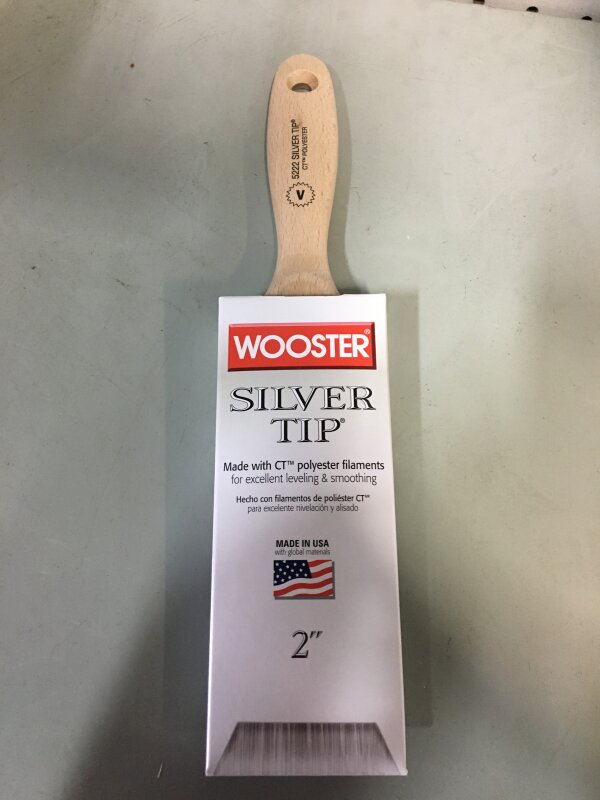 5222 SILVER TIP®
CT™ POLYESTER
V
WOOSTER®
SILVER
TIP®
Made with CT™ polyester filaments
for excellent leveling & smoothing
Hecho con filamentos de poliéster CT™
para excelente nivelación y alisado
MADE IN USA
with global materials
2"